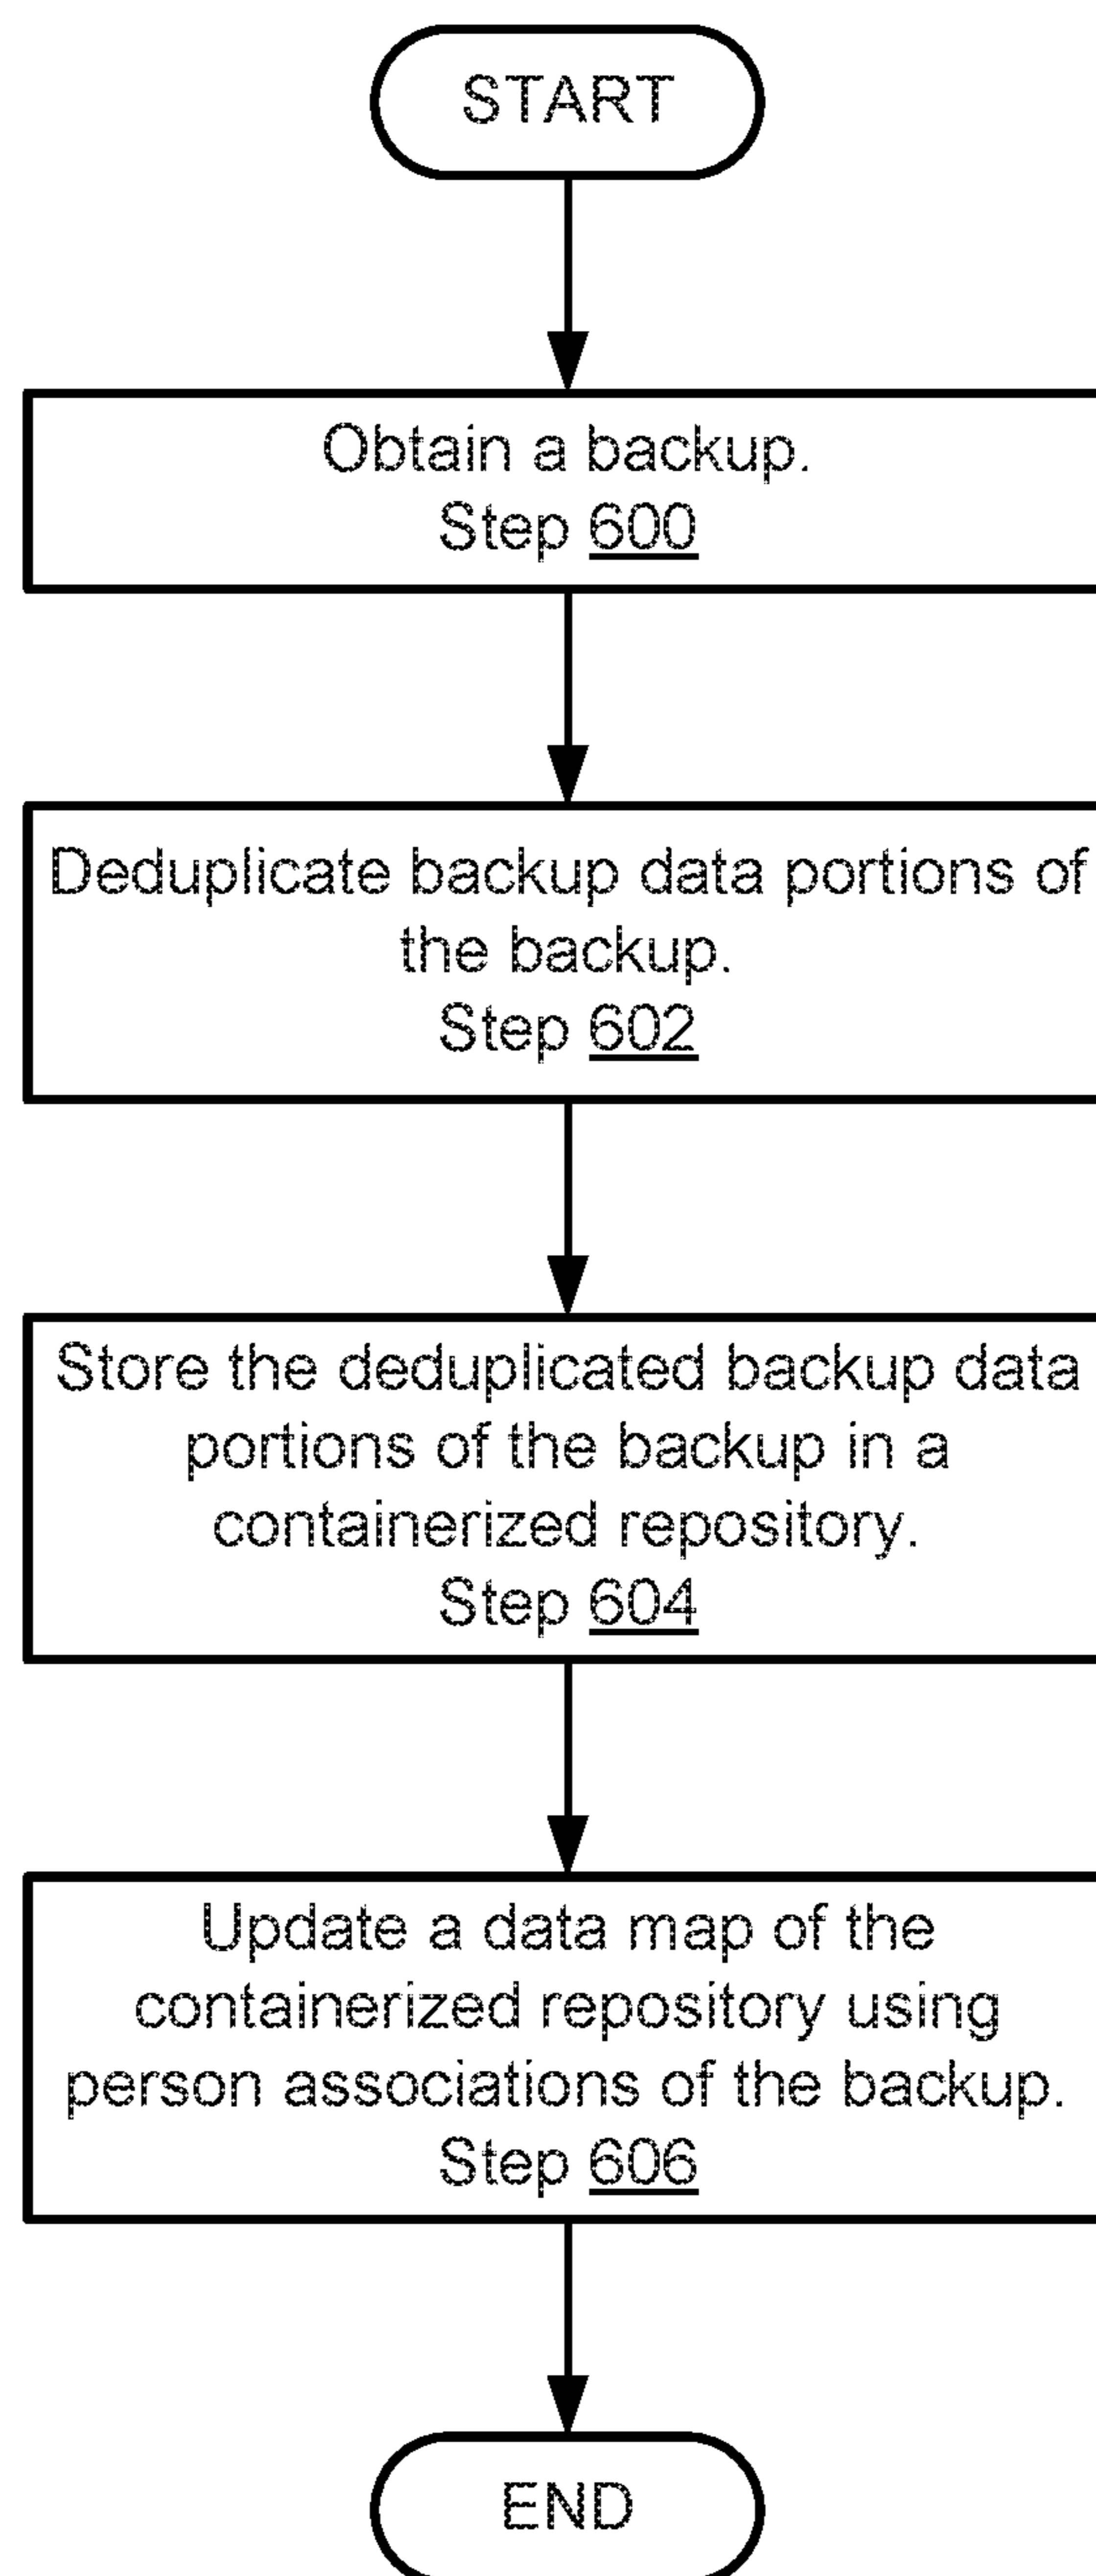 START
Obtain a backup.
Step 600
Deduplicate backup data portions of
the backup.
Step 602
Store the deduplicated backup data
portions of the backup in a
containerized repository.
Step 604
Update a data map of the
containerized repository using
person associations of the backup.
Step 606
END